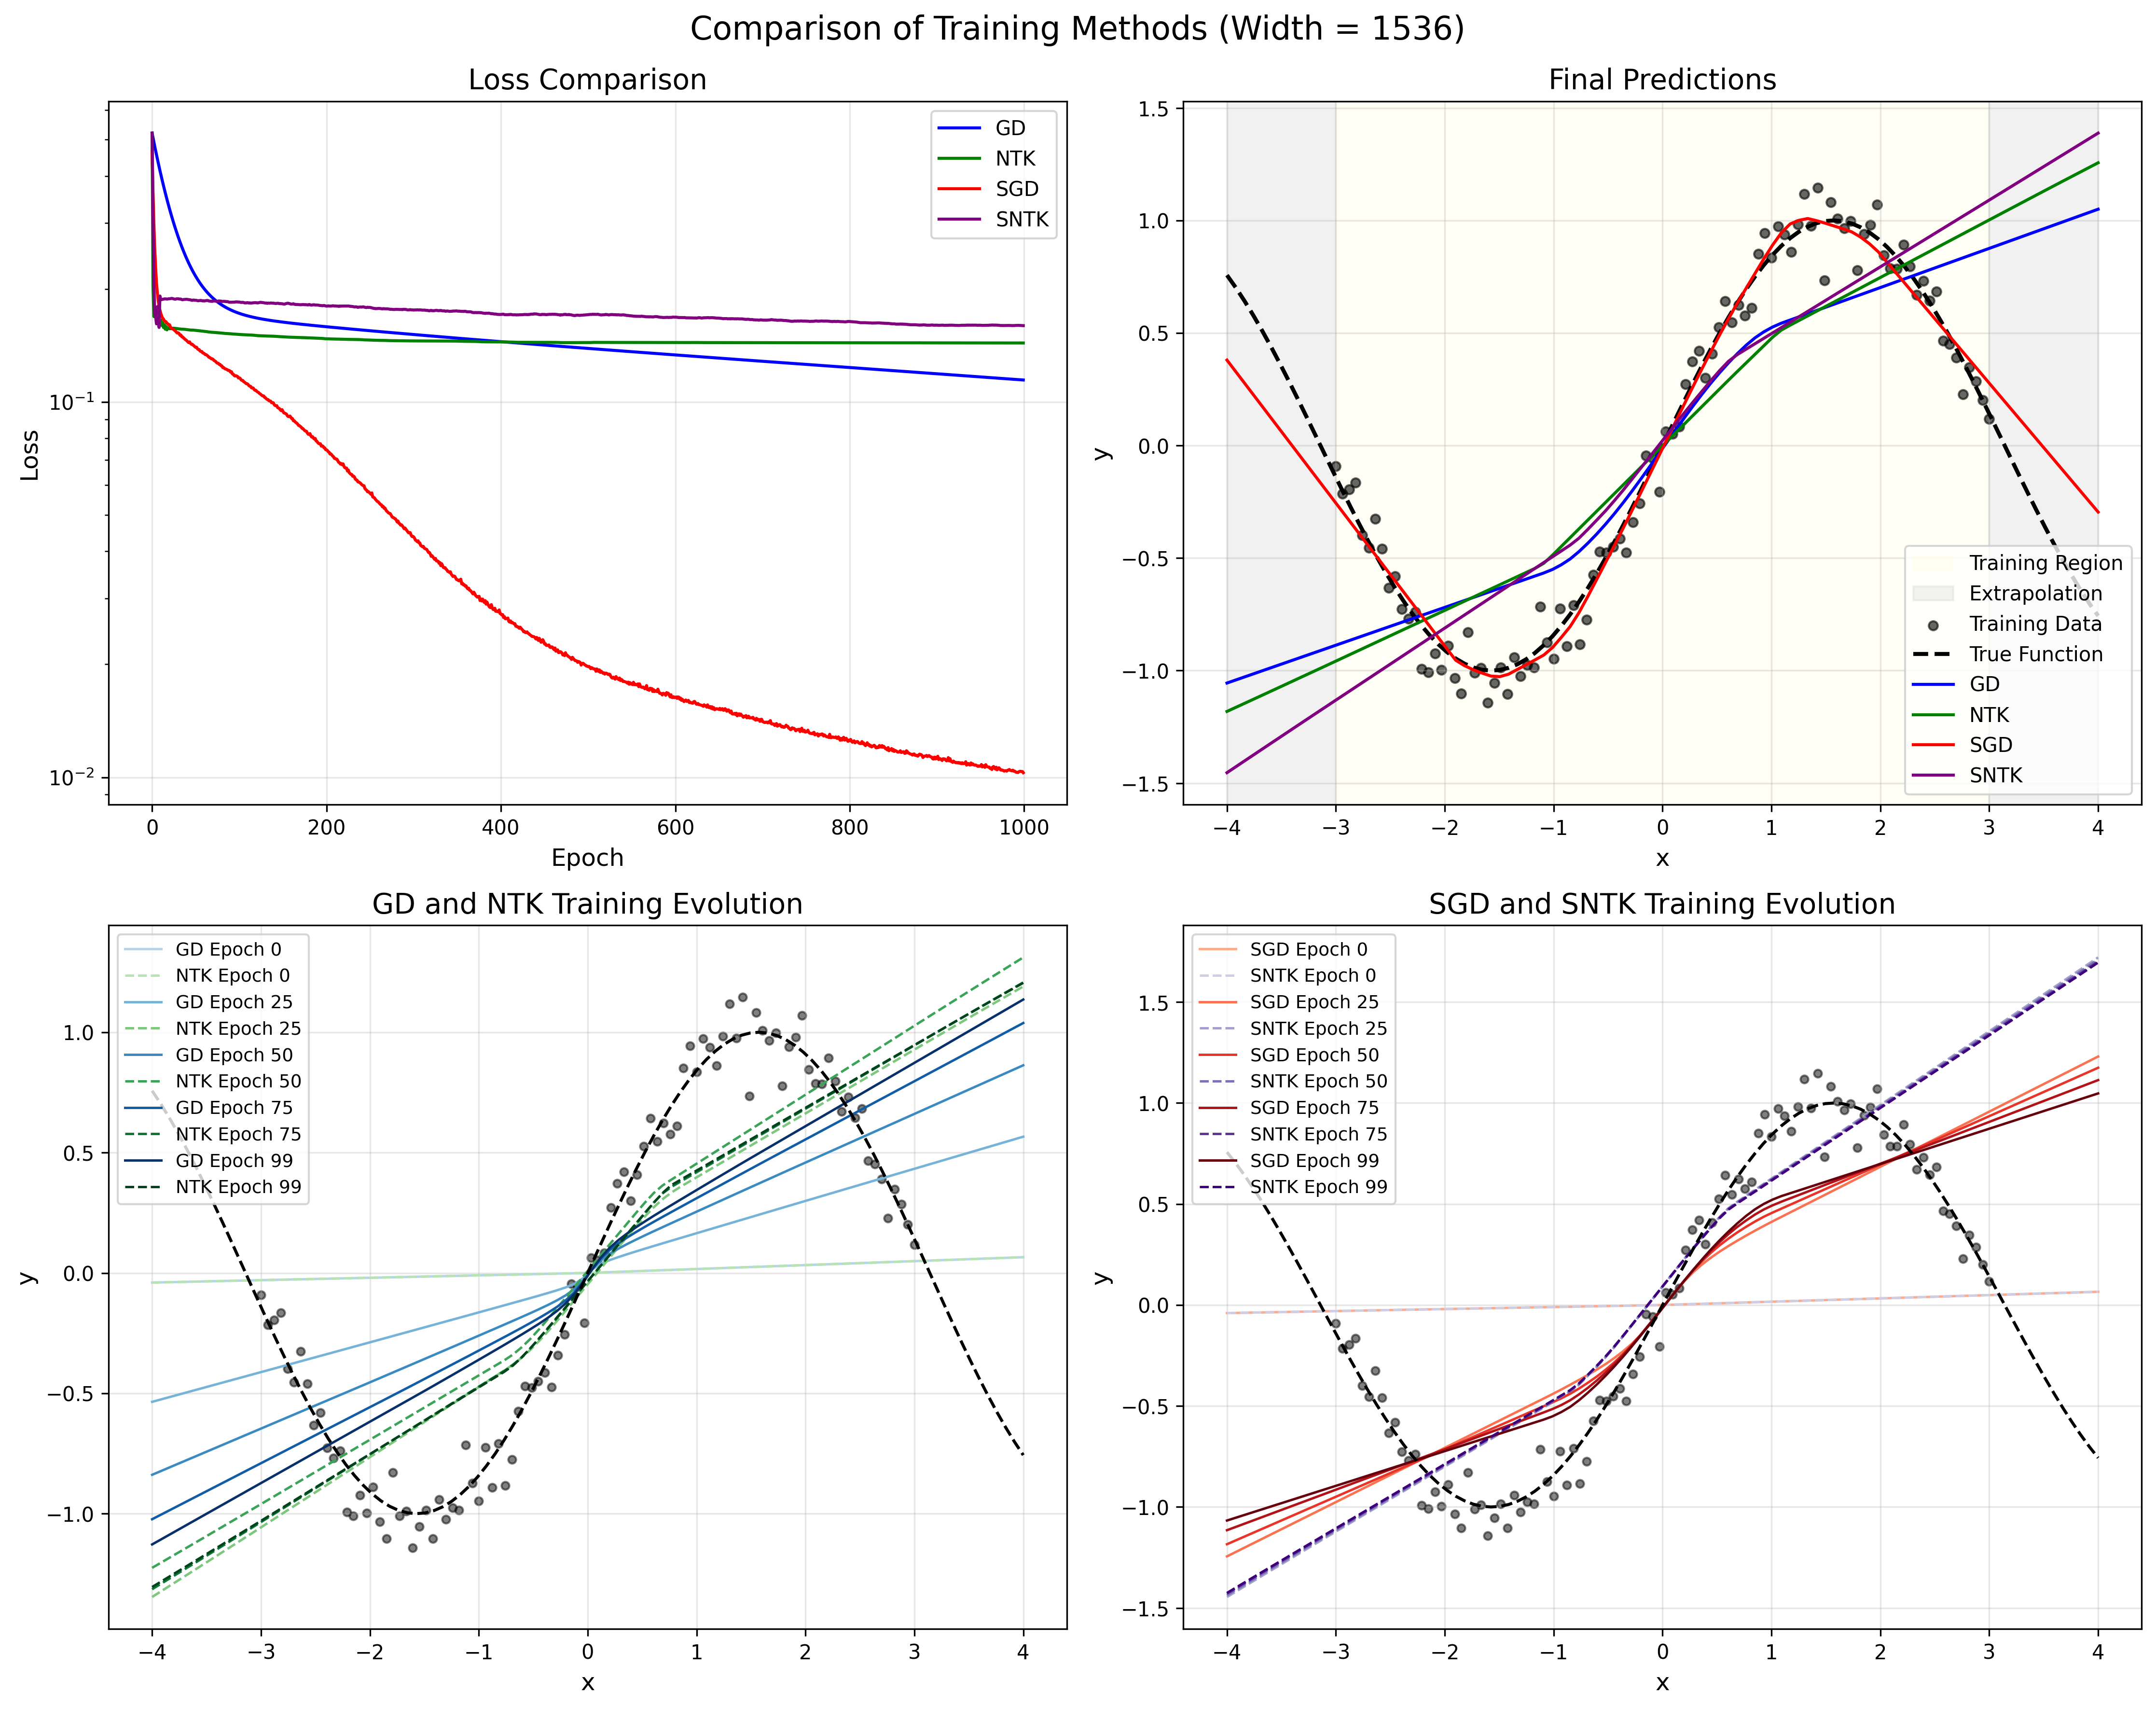 Comparison of Training Methods (Width = 1536)
Loss Comparison
GD
NTK
SGD
SNTK
10⁻¹
10⁻²
Loss
0 200 400 600 800 1000
Epoch
Final Predictions
1.5
1.0
0.5
0.0
−0.5
−1.0
−1.5
y
Training Region
Extrapolation
Training Data
True Function
GD
NTK
SGD
SNTK
−4 −3 −2 −1 0 1 2 3 4
x
GD and NTK Training Evolution
GD Epoch 0
NTK Epoch 0
GD Epoch 25
NTK Epoch 25
GD Epoch 50
NTK Epoch 50
GD Epoch 75
NTK Epoch 75
GD Epoch 99
NTK Epoch 99
1.0
0.5
0.0
−0.5
−1.0
y
−4 −3 −2 −1 0 1 2 3 4
x
SGD and SNTK Training Evolution
SGD Epoch 0
SNTK Epoch 0
SGD Epoch 25
SNTK Epoch 25
SGD Epoch 50
SNTK Epoch 50
SGD Epoch 75
SNTK Epoch 75
SGD Epoch 99
SNTK Epoch 99
1.5
1.0
0.5
0.0
−0.5
−1.0
−1.5
y
−4 −3 −2 −1 0 1 2 3 4
x